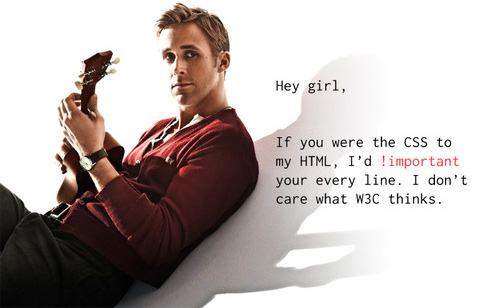 Hey girl,
If you were the CSS to
my HTML, I’d !important
your every line. I don’t
care what W3C thinks.